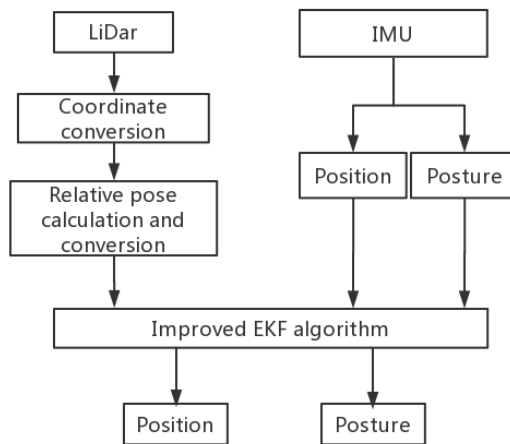 LiDar
IMU
Coordinate
conversion
Position
Posture
Relative pose
calculation and
conversion
Improved EKF algorithm
Position
Posture